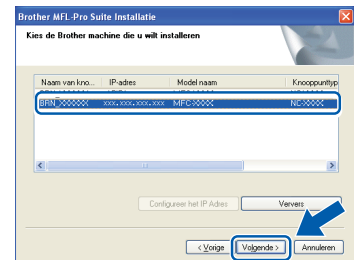 Brother MFL-Pro Suite Installatie
Kies de Brother machine die u wilt installeren
Naam van kno... IP-adres Model naam Knooppunttyp
BRN_XXXXXX xxx.xxx.xxx.xxx MFC-XXXX NC-XXXX
Configureer het IP Adres Ververs
< Vorige Volgende > Annuleren